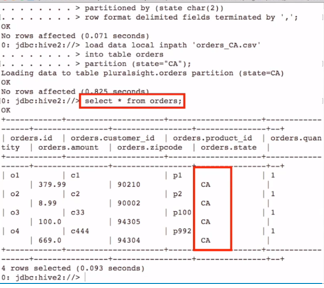 . . . . . . . .> partitioned by (state char(2))
. . . . . . . .> row format delimited fields terminated by ',';
OK
No rows affected (0.071 seconds)
0: jdbc:hive2://> load data local inpath 'orders_CA.csv'
. . . . . . . .> into table orders
. . . . . . . .> partition (state="CA");
Loading data to table pluralsight.orders partition (state=CA)
OK
No rows affected (0.825 seconds)
0: jdbc:hive2://> select * from orders;
OK
| orders.id | orders.customer_id | orders.product_id | orders.quan
tity | orders.amount | orders.zipcode | orders.state |
| o1 | c1 | p1 | 1
| 379.99 | 90210 | CA |
| o2 | c2 | p2 | 1
| 8.99 | 90002 | CA |
| o3 | c33 | p100 | 1
| 100.0 | 94305 | CA |
| o4 | c444 | p992 | 1
| 669.0 | 94304 | CA |
4 rows selected (0.093 seconds)
0: jdbc:hive2://>